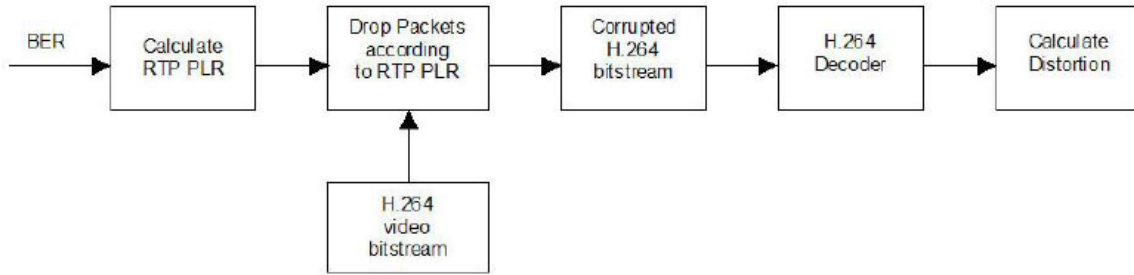 BER
Calculate
RTP PLR
Drop Packets
according
to RTP PLR
Corrupted
H.264
bitstream
H.264
Decoder
Calculate
Distortion
H.264
video
bitstream